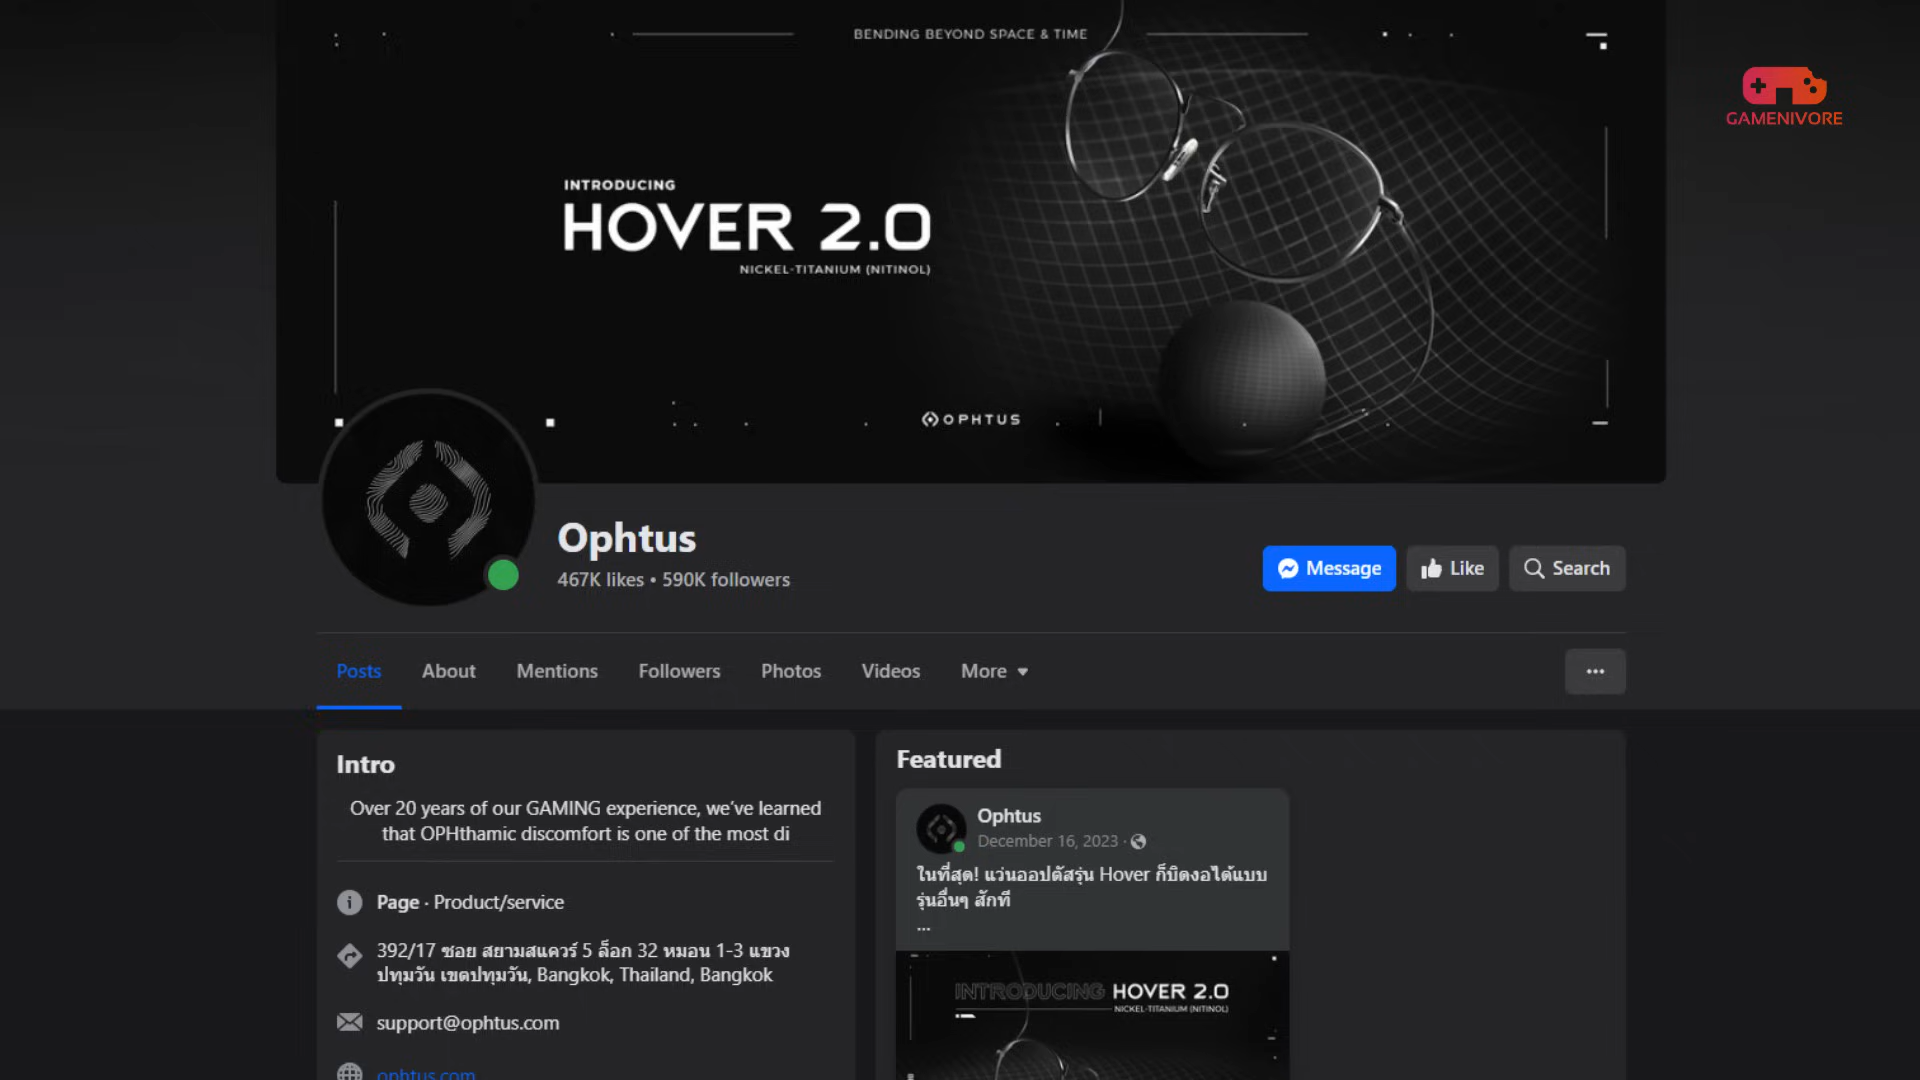 BENDING BEYOND SPACE & TIME
GAMENIVORE
INTRODUCING
HOVER 2.0
NICKEL-TITANIUM (NITINOL)
OPHTUS
Ophtus
467K likes • 590K followers
Message
Like
Search
Posts
About
Mentions
Followers
Photos
Videos
More
Intro
Over 20 years of our GAMING experience, we've learned
that OPHthamic discomfort is one of the most di
Page · Product/service
392/17 ซอย สยามสแควร์ 5 ล็อก 32 หมอน 1-3 แขวง
ปทุมวัน เขตปทุมวัน, Bangkok, Thailand, Bangkok
support@ophtus.com
ophtus.com
Featured
Ophtus
December 16, 2023 ·
ในที่สุด! แว่นออปตัสรุ่น Hover ก็บิดงอได้แบบ
รุ่นอื่นๆ สักที
...
INTRODUCING HOVER 2.0
NICKEL-TITANIUM (NITINOL)